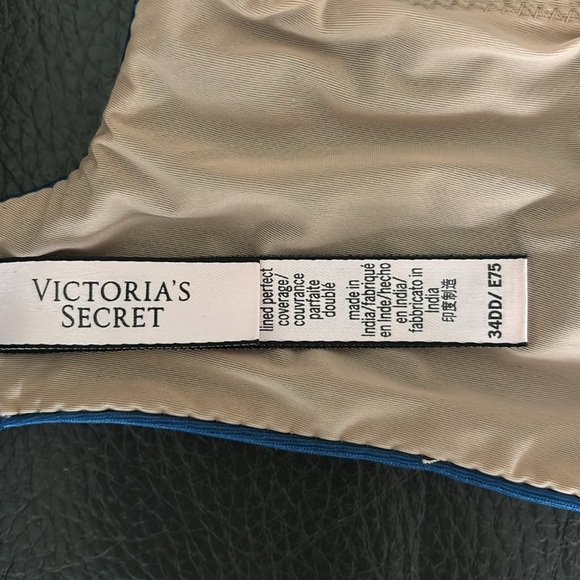 VICTORIA'S
SECRET
lined perfect
coverage/
couvrance
parfaite
doublé
made in
India/fabriqué
en Inde/hecho
en India/
fabbricato in
India
印度制造
34DD/ E75